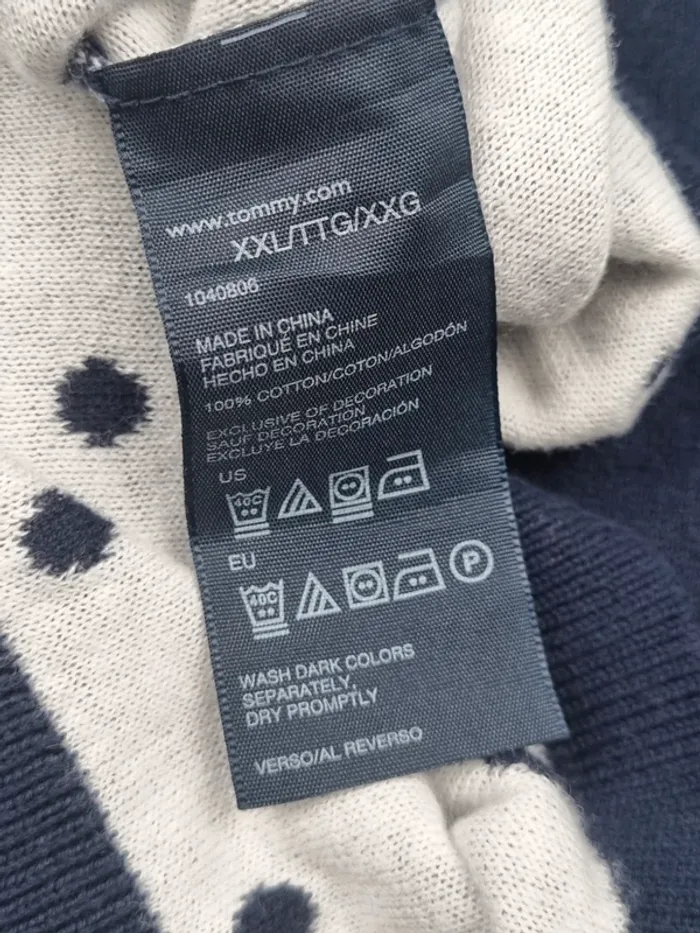 www.tommy.com
XXL/TTG/XXG
1040806
MADE IN CHINA
FABRIQUÉ EN CHINE
HECHO EN CHINA
100% COTTON/COTON/ALGODÓN
EXCLUSIVE OF DECORATION
SAUF DECORATION
EXCLUYE LA DECORACIÓN
US
40C
EU
40C P
WASH DARK COLORS
SEPARATELY,
DRY PROMPTLY
VERSO/AL REVERSO